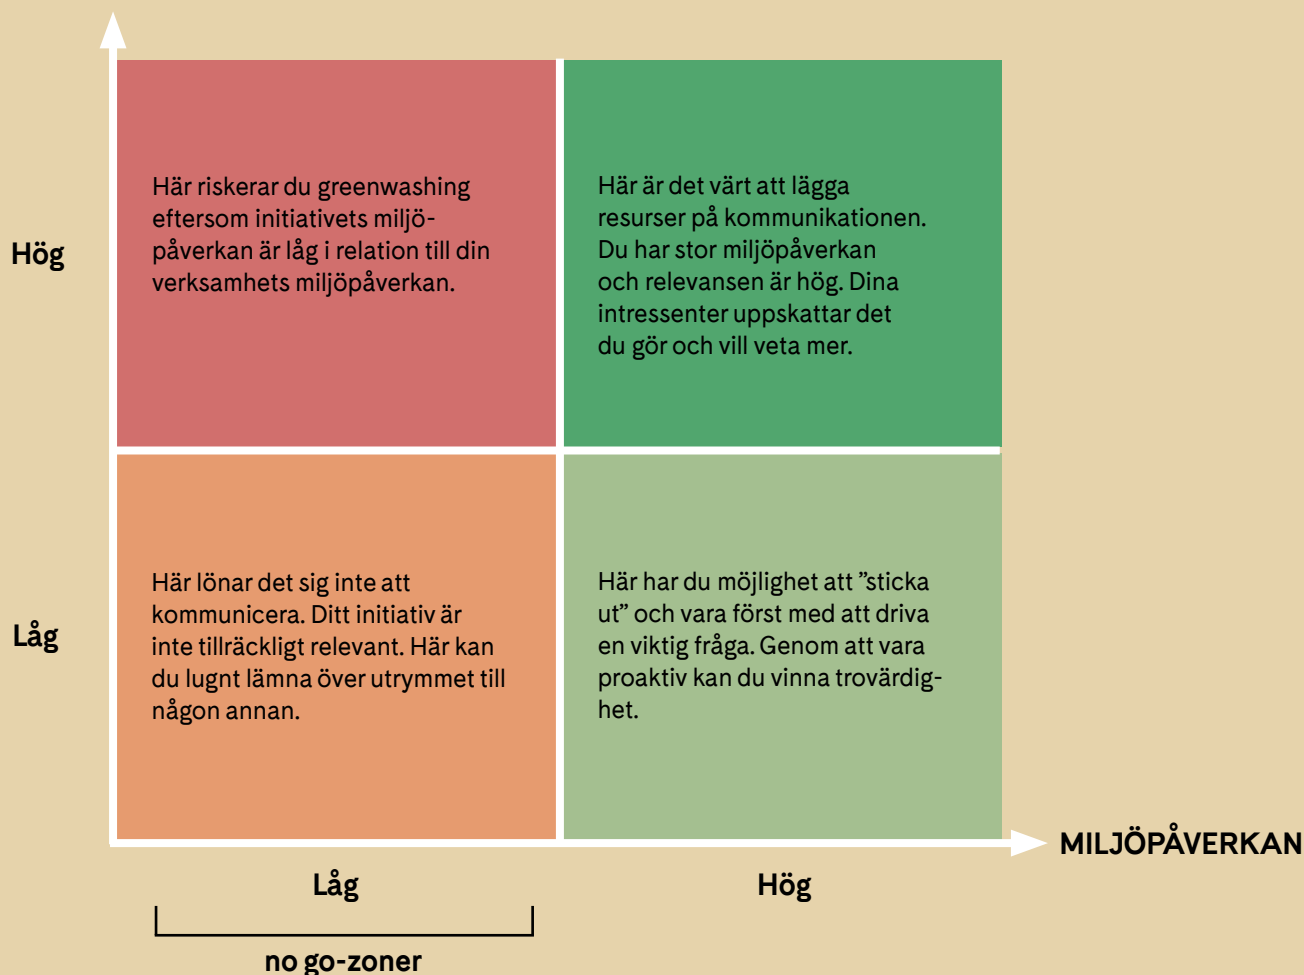 Här riskerar du greenwashing
eftersom initiativets miljö-
påverkan är låg i relation till din
verksamhets miljöpåverkan.
Här är det värt att lägga
resurser på kommunikationen.
Du har stor miljöpåverkan
och relevansen är hög. Dina
intressenter uppskattar det
du gör och vill veta mer.
Hög
Här lönar det sig inte att
kommunicera. Ditt initiativ är
inte tillräckligt relevant. Här kan
du lugnt lämna över utrymmet till
någon annan.
Här har du möjlighet att ”sticka
ut” och vara först med att driva
en viktig fråga. Genom att vara
proaktiv kan du vinna trovärdig-
het.
Låg
MILJÖPÅVERKAN
Låg
Hög
no go-zoner